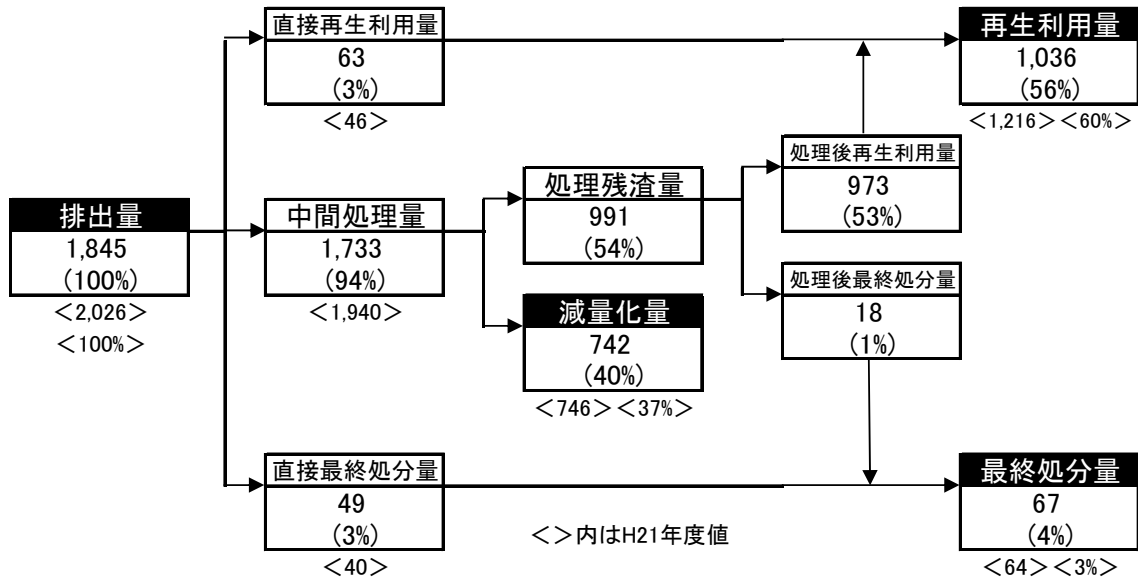 直接再生利用量
63
(3%)
<46>
再生利用量
1,036
(56%)
<1,216> <60%>
処理後再生利用量
973
(53%)
処理残渣量
991
(54%)
排出量
1,845
(100%)
<2,026>
<100%>
中間処理量
1,733
(94%)
<1,940>
処理後最終処分量
18
(1%)
減量化量
742
(40%)
<746> <37%>
直接最終処分量
49
(3%)
<40>
<>内はH21年度値
最終処分量
67
(4%)
<64> <3%>